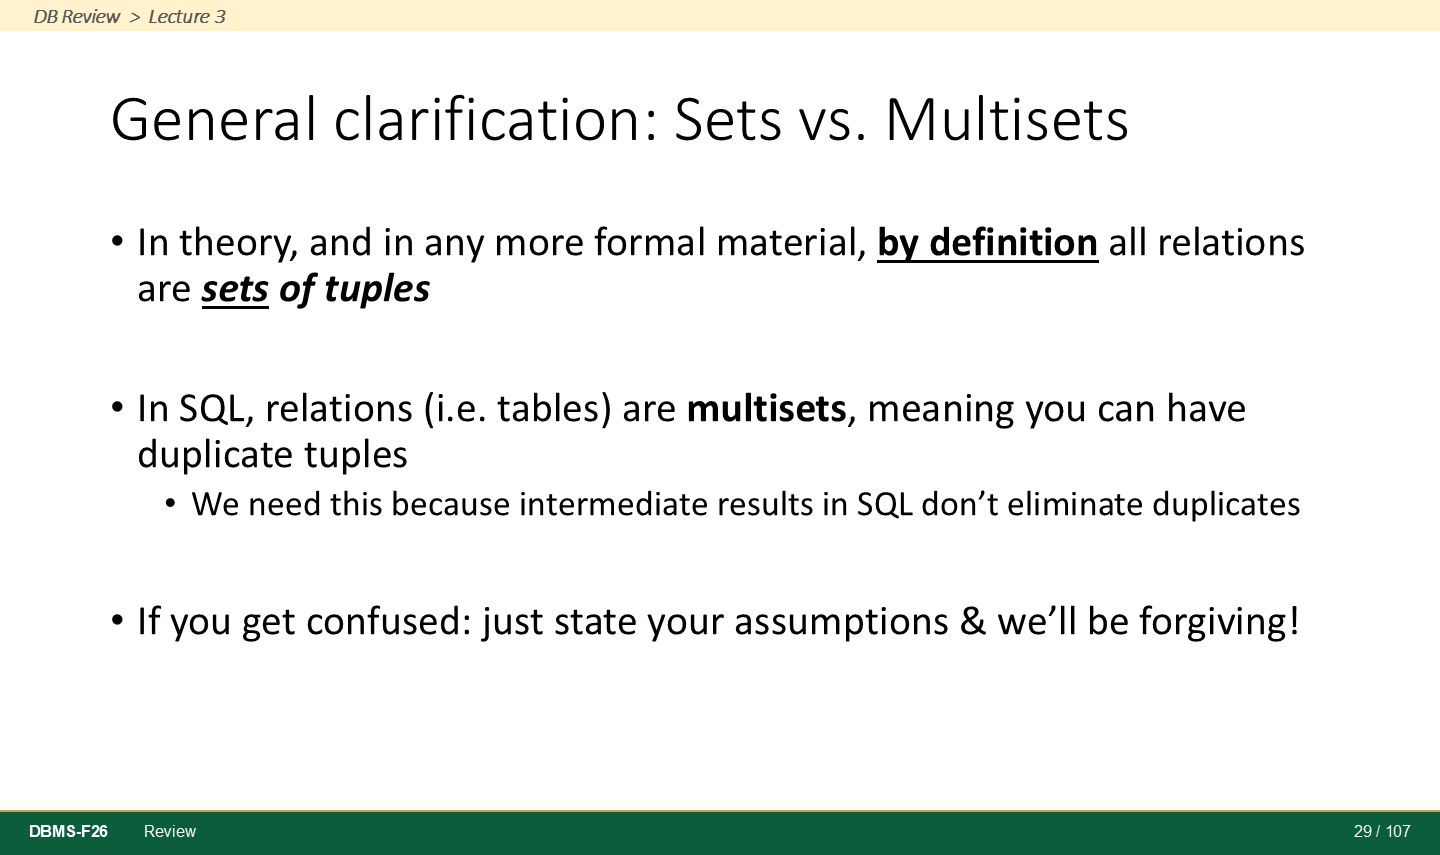 DB Review > Lecture 3
General clarification: Sets vs. Multisets
• In theory, and in any more formal material, by definition all relations
are sets of tuples
• In SQL, relations (i.e. tables) are multisets, meaning you can have
duplicate tuples
• We need this because intermediate results in SQL don’t eliminate duplicates
• If you get confused: just state your assumptions & we’ll be forgiving!
DBMS-F26 Review 29 / 107